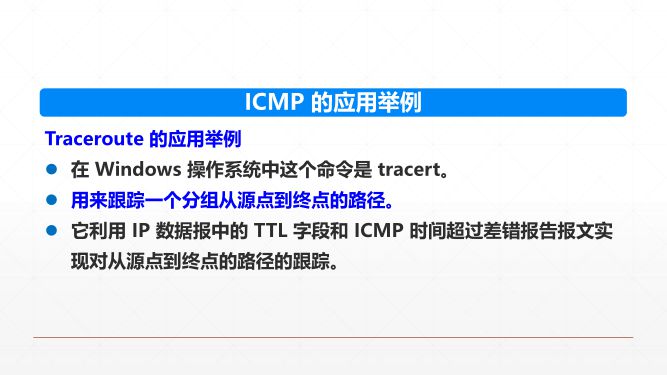 ICMP 的应用举例
Traceroute 的应用举例
● 在 Windows 操作系统中这个命令是 tracert。
● 用来跟踪一个分组从源点到终点的路径。
● 它利用 IP 数据报中的 TTL 字段和 ICMP 时间超过差错报告报文实
现对从源点到终点的路径的跟踪。